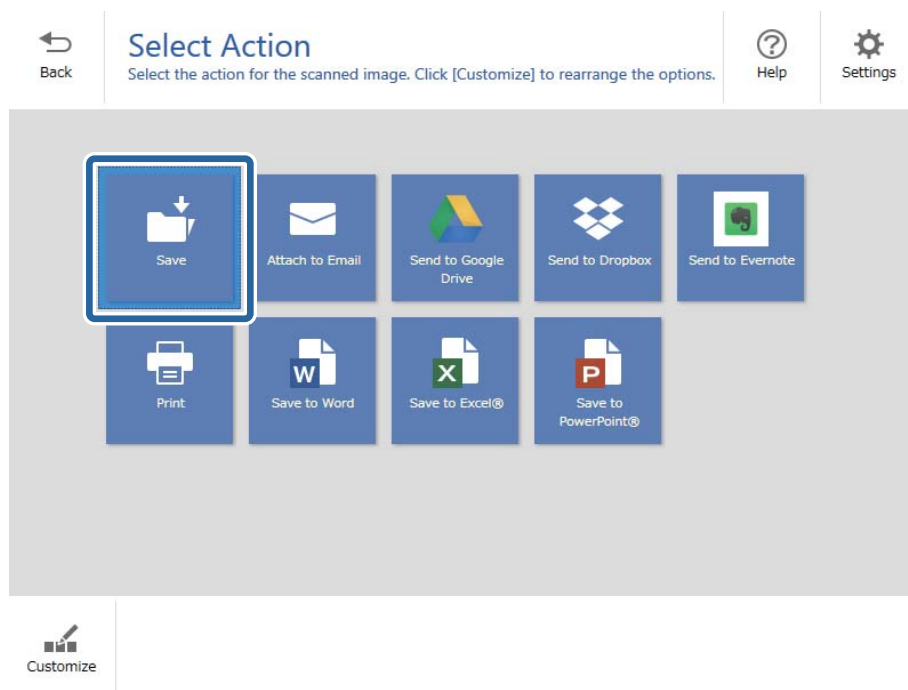 Back
Select Action
Select the action for the scanned image. Click [Customize] to rearrange the options.
Help
Settings
Save
Attach to Email
Send to Google
Drive
Send to Dropbox
Send to Evernote
Print
W
Save to Word
X
Save to Excel®
P
Save to
PowerPoint®
Customize